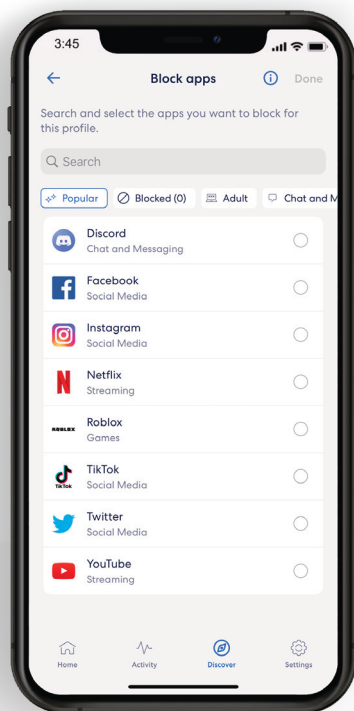 3:45
Block apps
Done
Search and select the apps you want to block for
this profile.
Search
Popular
Blocked (0)
Adult
Chat and M
Discord
Chat and Messaging
Facebook
Social Media
Instagram
Social Media
Netflix
Streaming
ROBLOX
Roblox
Games
TikTok
TikTok
Social Media
Twitter
Social Media
YouTube
Streaming
Home
Activity
Discover
Settings